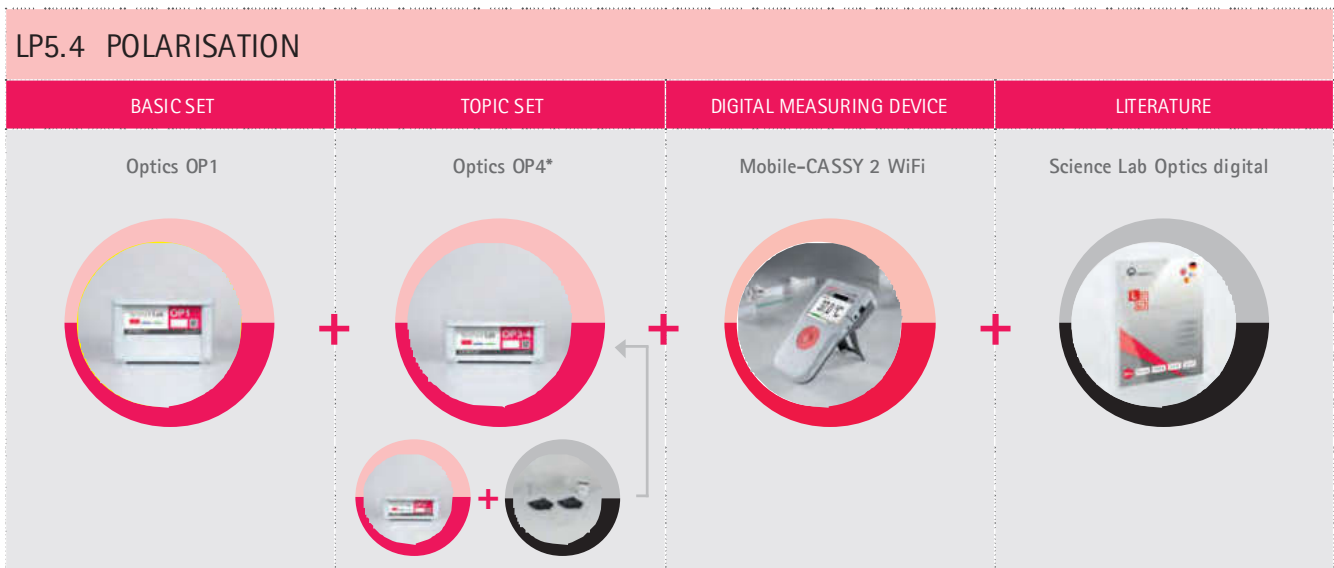 LP5.4 POLARISATION
BASIC SET
TOPIC SET
DIGITAL MEASURING DEVICE
LITERATURE
Optics OP1
Optics OP4*
Mobile-CASSY 2 WiFi
Science Lab Optics digital
OP1
OP3-4
+
+
+
+